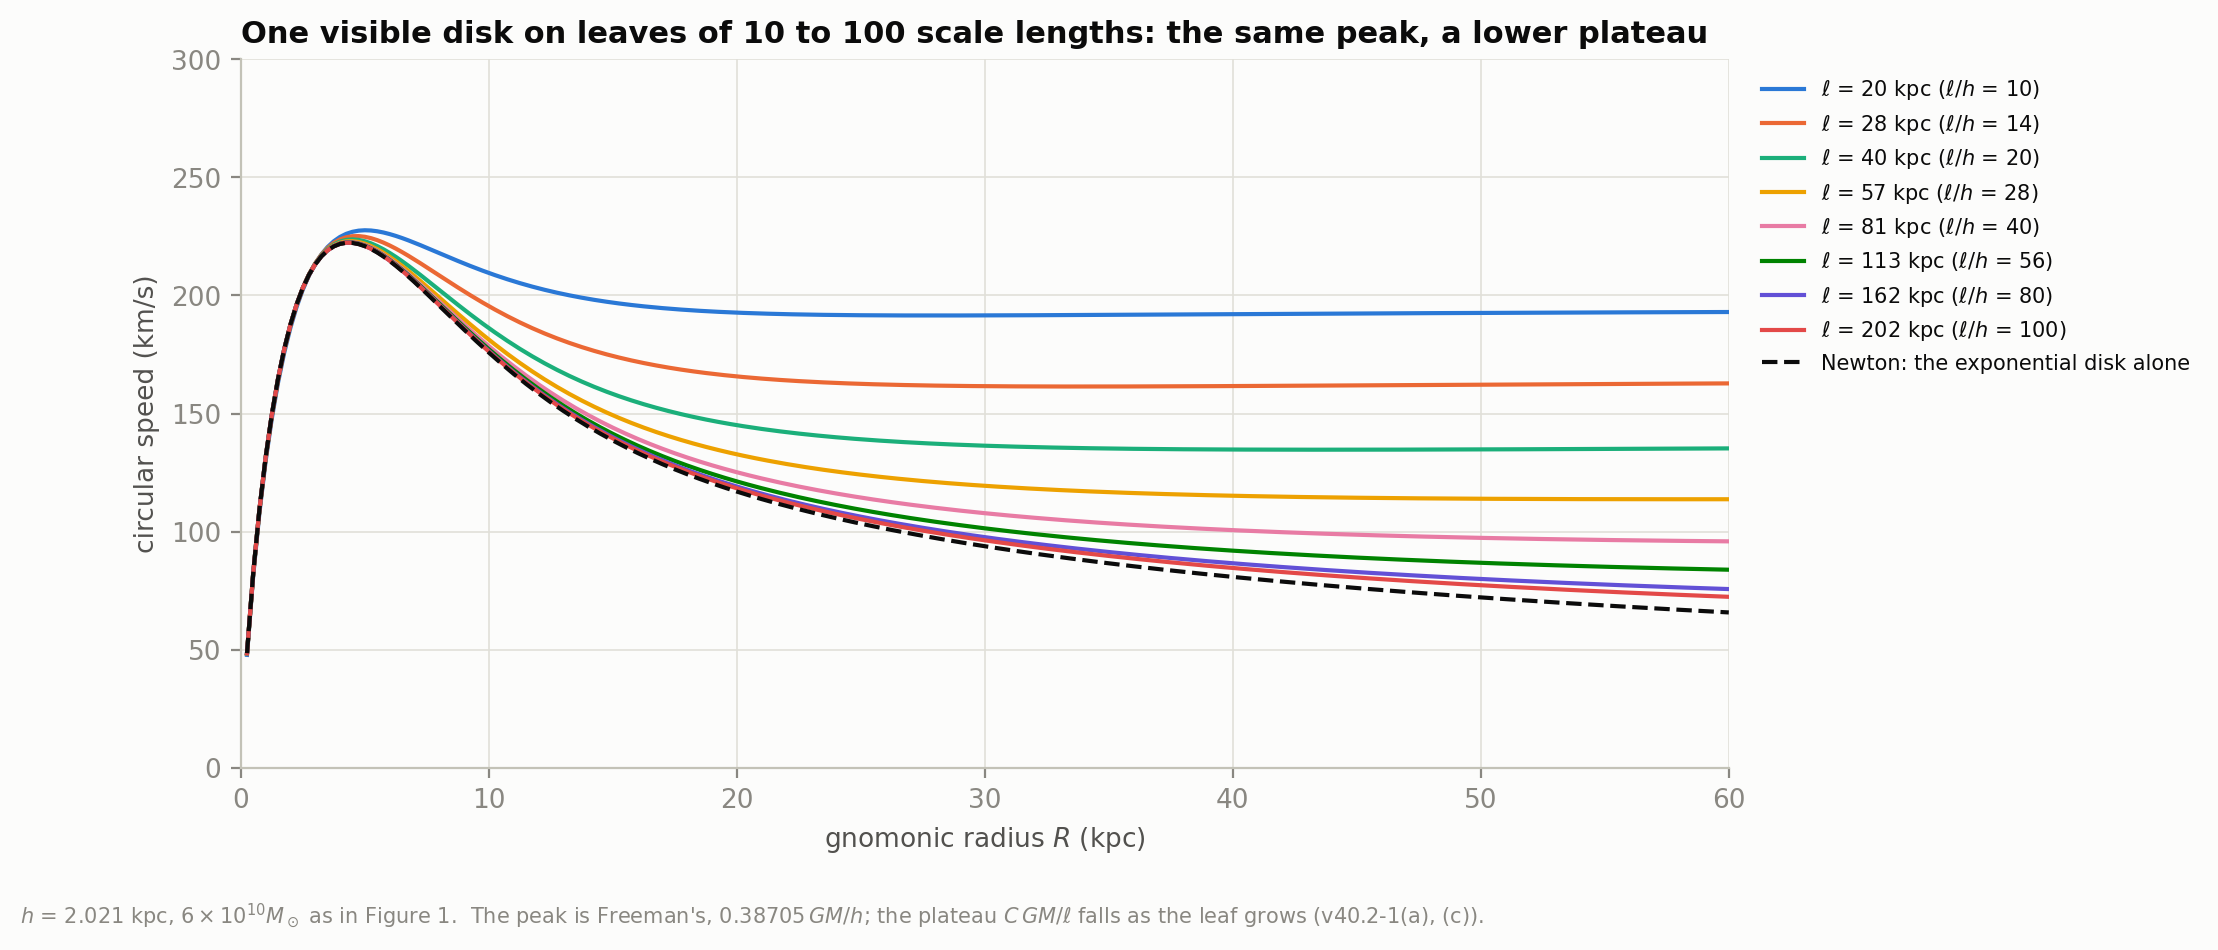 One visible disk on leaves of 10 to 100 scale lengths: the same peak, a lower plateau
300
250
200
150
100
50
0
circular speed (km/s)
0 10 20 30 40 50 60
gnomonic radius R (kpc)
ℓ = 20 kpc (ℓ/h = 10)
ℓ = 28 kpc (ℓ/h = 14)
ℓ = 40 kpc (ℓ/h = 20)
ℓ = 57 kpc (ℓ/h = 28)
ℓ = 81 kpc (ℓ/h = 40)
ℓ = 113 kpc (ℓ/h = 56)
ℓ = 162 kpc (ℓ/h = 80)
ℓ = 202 kpc (ℓ/h = 100)
Newton: the exponential disk alone
h = 2.021 kpc, 6 × 10¹⁰M⊙ as in Figure 1. The peak is Freeman's, 0.38705 GM/h; the plateau C GM/ℓ falls as the leaf grows (v40.2-1(a), (c)).